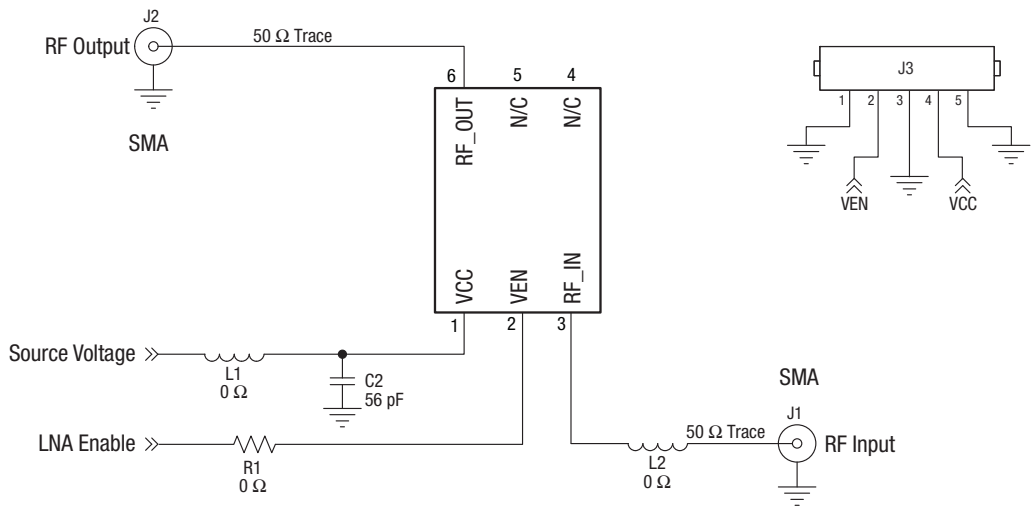 J2
RF Output
50 Ω Trace
SMA
6
5
4
RF_OUT
N/C
N/C
VCC
VEN
RF_IN
1
2
3
J3
1
2
3
4
5
VEN
VCC
Source Voltage
L1
0 Ω
C2
56 pF
LNA Enable
R1
0 Ω
SMA
J1
50 Ω Trace
RF Input
L2
0 Ω